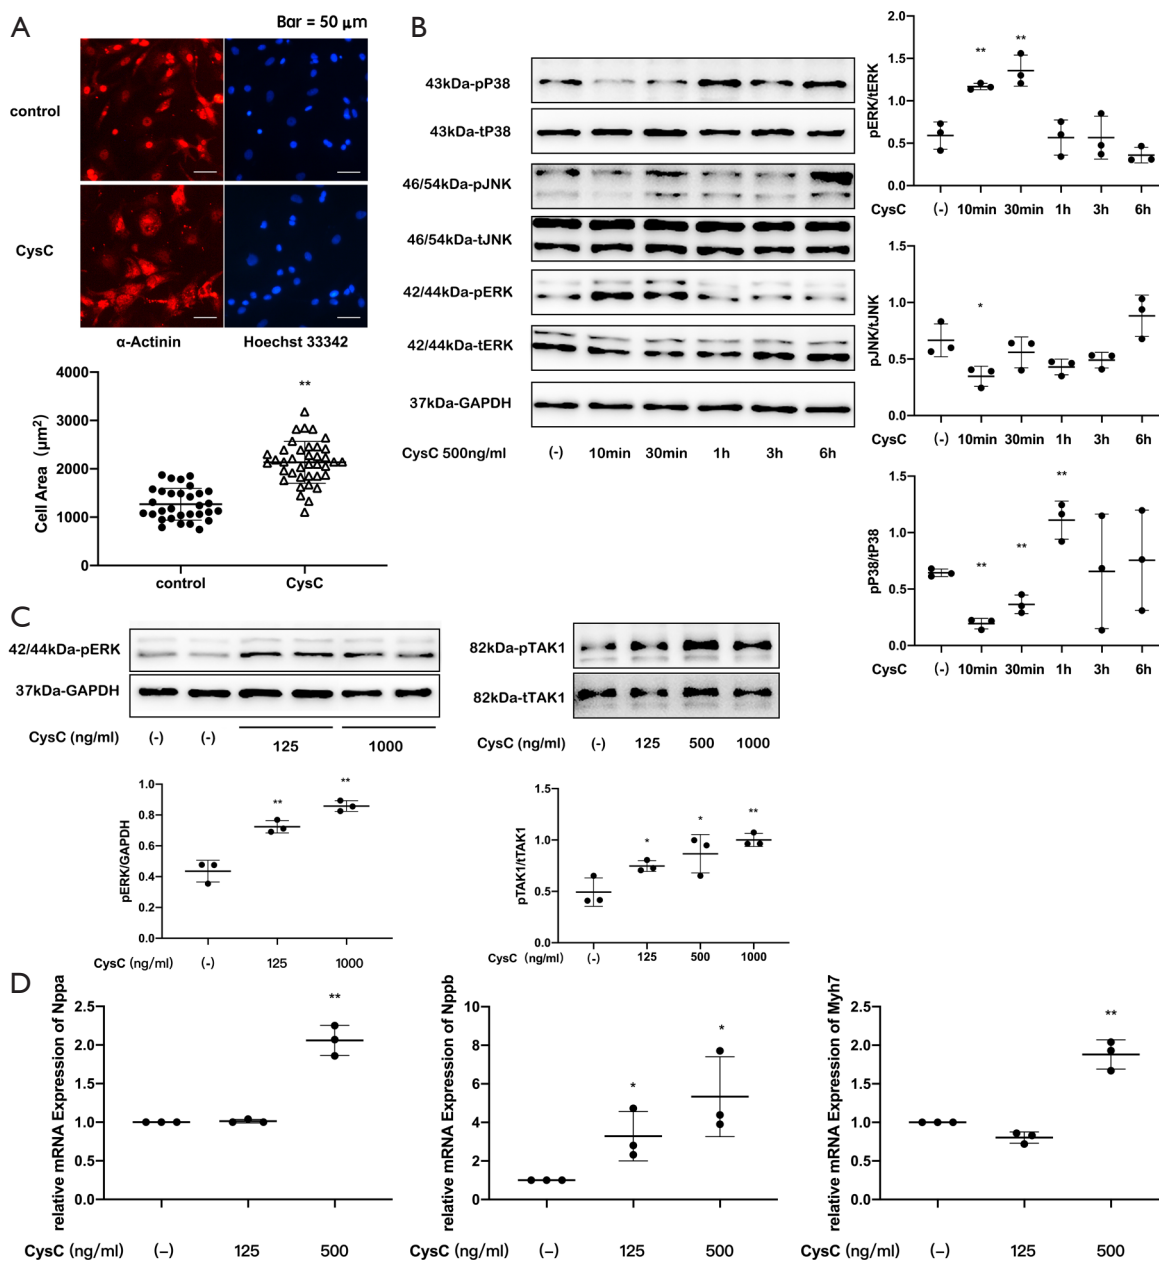 A
Bar = 50 μm
control
CysC
α-Actinin
Hoechst 33342
Cell Area (μm²)
4000
3000
2000
1000
0
**
control
CysC
B
43kDa-pP38
43kDa-tP38
46/54kDa-pJNK
46/54kDa-tJNK
42/44kDa-pERK
42/44kDa-tERK
37kDa-GAPDH
CysC 500ng/ml (-) 10min 30min 1h 3h 6h
pERK/tERK
2.0
1.5
1.0
0.5
0.0
** **
CysC (-) 10min 30min 1h 3h 6h
pJNK/tJNK
1.5
1.0
0.5
0.0
*
CysC (-) 10min 30min 1h 3h 6h
pP38/tP38
1.5
1.0
0.5
0.0
** ** **
CysC (-) 10min 30min 1h 3h 6h
C
42/44kDa-pERK
37kDa-GAPDH
CysC (ng/ml) (-) (-) 125 1000
pERK/GAPDH
1.0
0.8
0.6
0.4
0.2
0.0
** **
CysC (ng/ml) (-) 125 1000
82kDa-pTAK1
82kDa-tTAK1
CysC (ng/ml) (-) 125 500 1000
pTAK1/tTAK1
1.5
1.0
0.5
0.0
* * **
CysC (ng/ml) (-) 125 500 1000
D
relative mRNA Expression of Nppa
2.5
2.0
1.5
1.0
0.5
0.0
**
CysC (ng/ml) (–) 125 500
relative mRNA Expression of Nppb
10
8
6
4
2
0
* *
CysC (ng/ml) (–) 125 500
relative mRNA Expression of Myh7
2.5
2.0
1.5
1.0
0.5
0.0
**
CysC (ng/ml) (–) 125 500